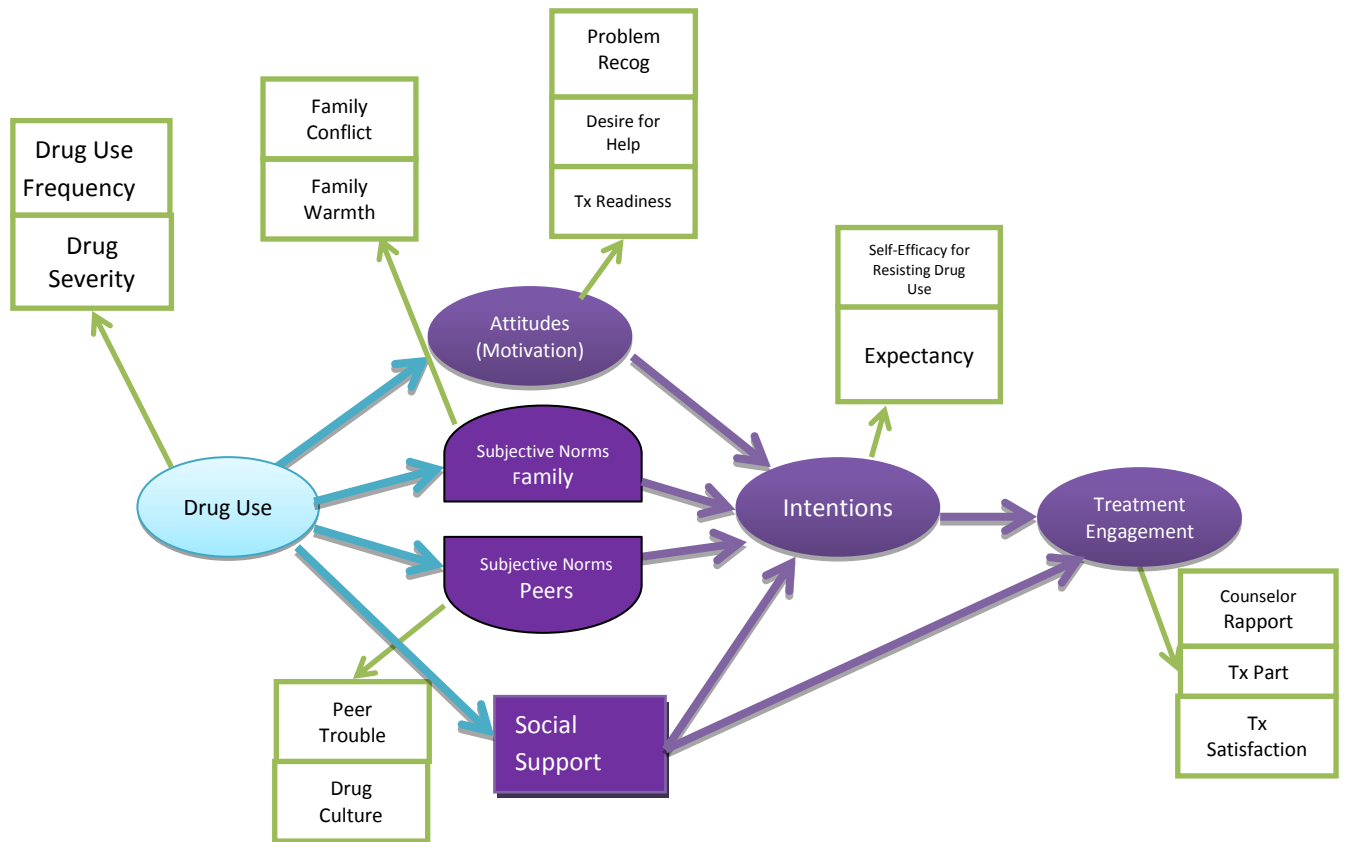 Problem
Recog
Desire for
Help
Tx Readiness
Family
Conflict
Family
Warmth
Drug Use
Frequency
Drug
Severity
Self-Efficacy for
Resisting Drug
Use
Expectancy
Attitudes
(Motivation)
Subjective Norms
Family
Drug Use
Intentions
Treatment
Engagement
Subjective Norms
Peers
Counselor
Rapport
Tx Part
Tx
Satisfaction
Peer
Trouble
Drug
Culture
Social
Support